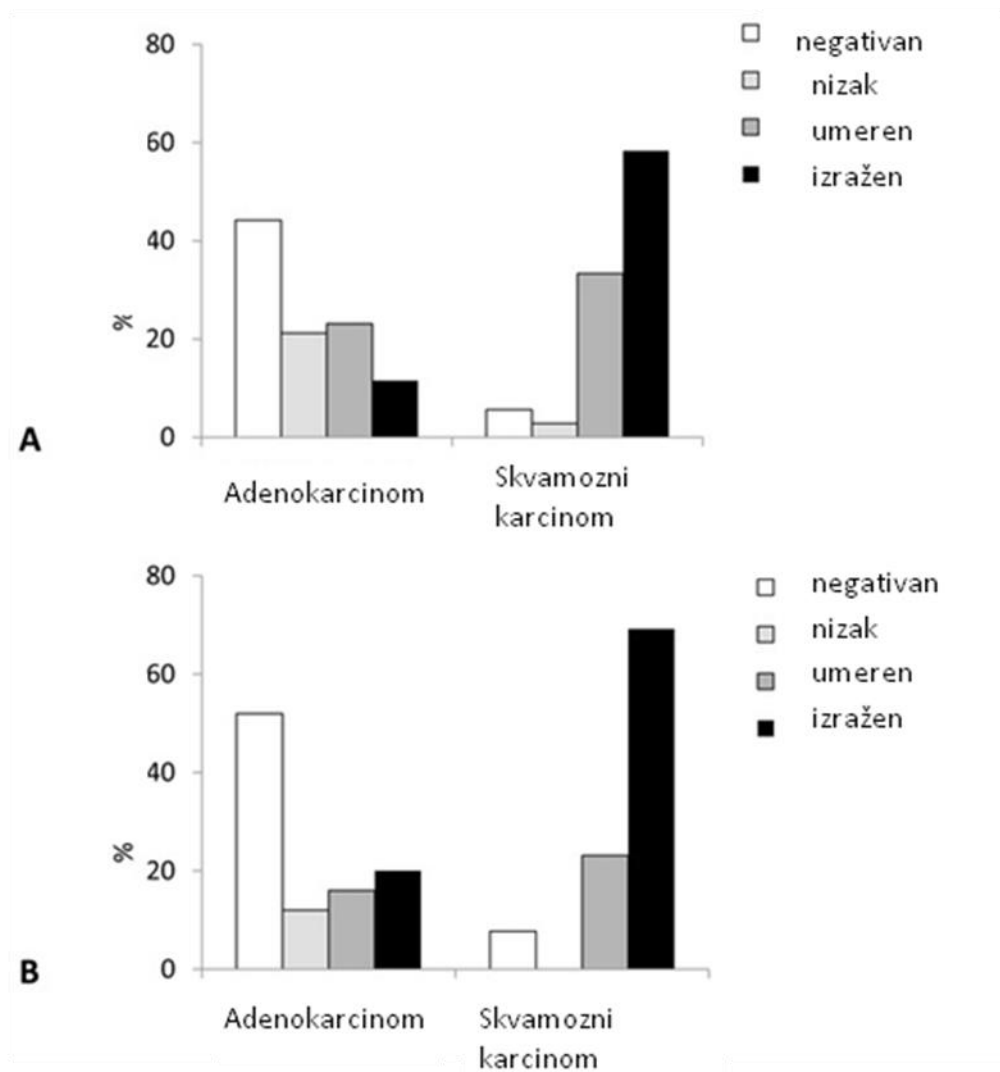 80
60
40
20
0
%
A
Adenokarcinom
Skvamozni
karcinom
negativan
nizak
umeren
izražen
80
60
40
20
0
%
B
Adenokarcinom
Skvamozni
karcinom
negativan
nizak
umeren
izražen